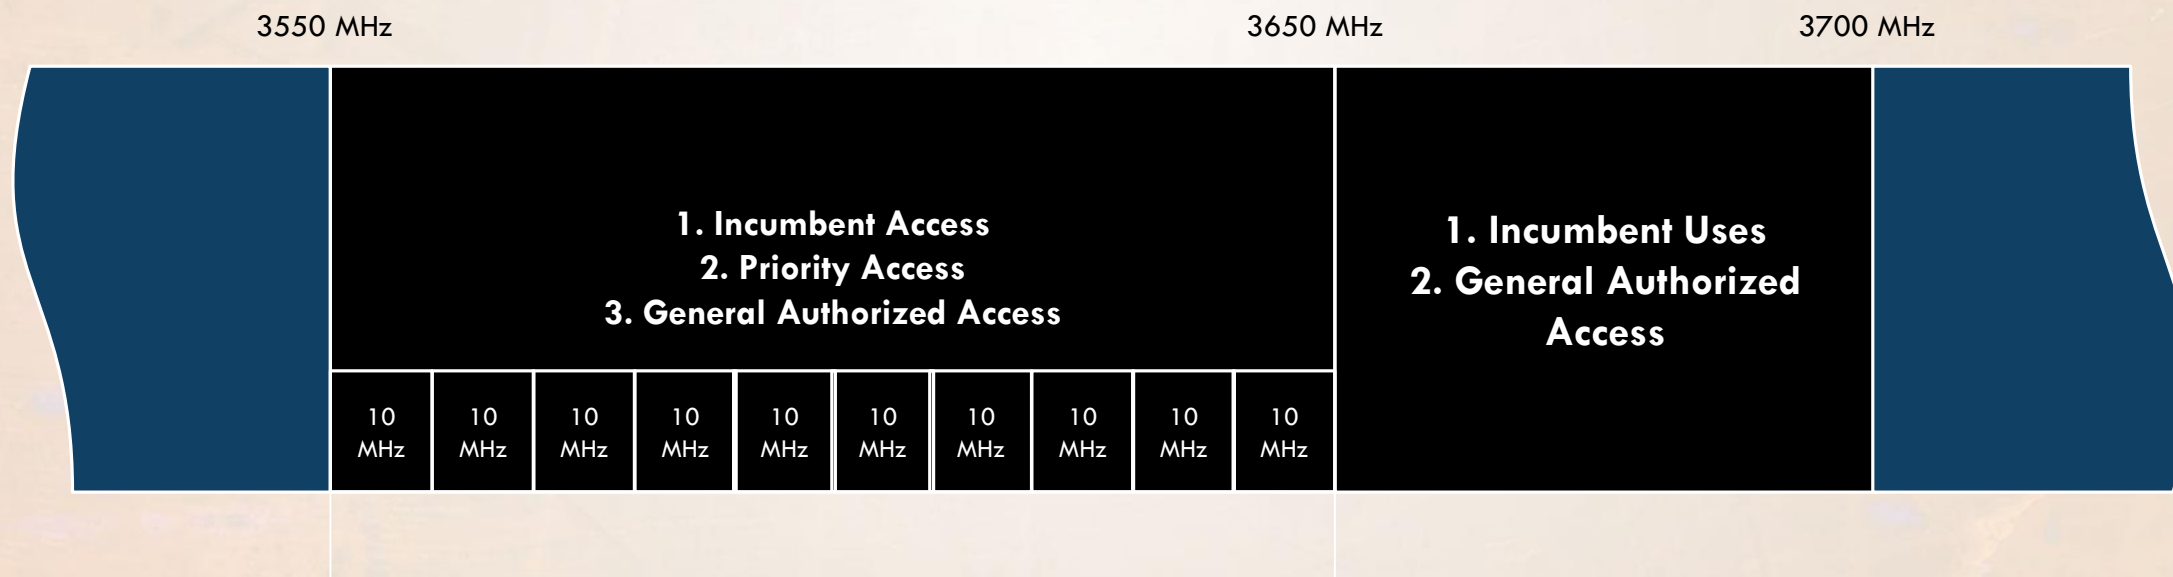 3550 MHz
3650 MHz
3700 MHz
1. Incumbent Access
2. Priority Access
3. General Authorized Access
1. Incumbent Uses
2. General Authorized
Access
10
MHz
10
MHz
10
MHz
10
MHz
10
MHz
10
MHz
10
MHz
10
MHz
10
MHz
10
MHz